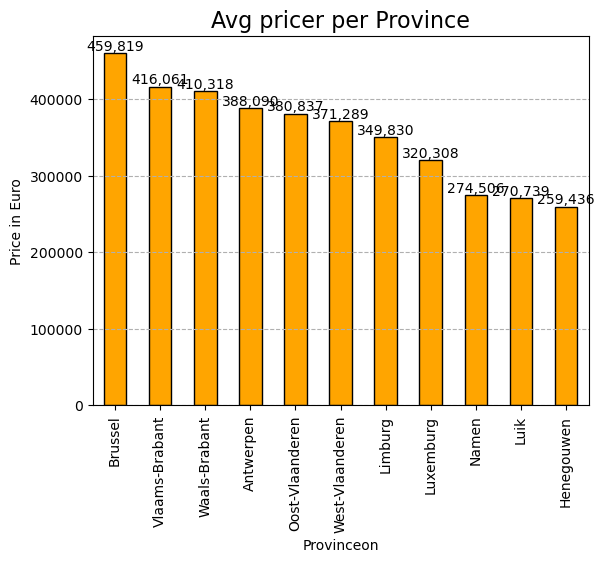 Avg pricer per Province
459,819
416,061
410,318
388,090
380,837
371,289
349,830
320,308
274,506
270,739
259,436
400000
300000
200000
100000
0
Price in Euro
Brussel
Vlaams-Brabant
Waals-Brabant
Antwerpen
Oost-Vlaanderen
West-Vlaanderen
Limburg
Luxemburg
Namen
Luik
Henegouwen
Provinceon